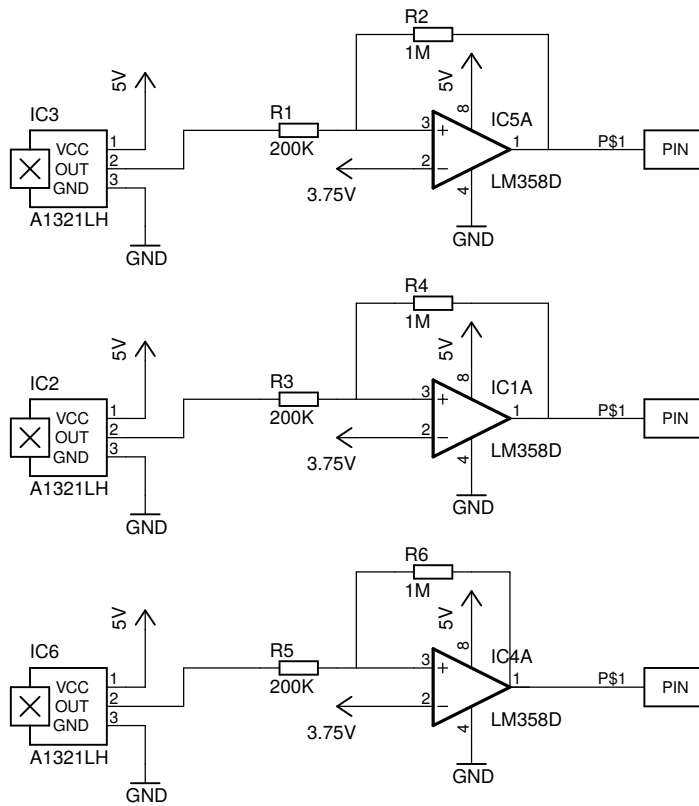 R2
1M
5V
5V
8
IC3
R1
IC5A
VCC 1
3 +
1
P$1
PIN
OUT 2
200K
2 -
GND 3
3.75V
4
LM358D
A1321LH
GND
GND
R4
1M
5V
5V
8
IC2
R3
IC1A
VCC 1
3 +
1
P$1
PIN
OUT 2
200K
2 -
GND 3
3.75V
4
LM358D
A1321LH
GND
GND
R6
1M
5V
5V
8
IC6
R5
IC4A
VCC 1
3 +
1
P$1
PIN
OUT 2
200K
2 -
GND 3
3.75V
4
LM358D
A1321LH
GND
GND